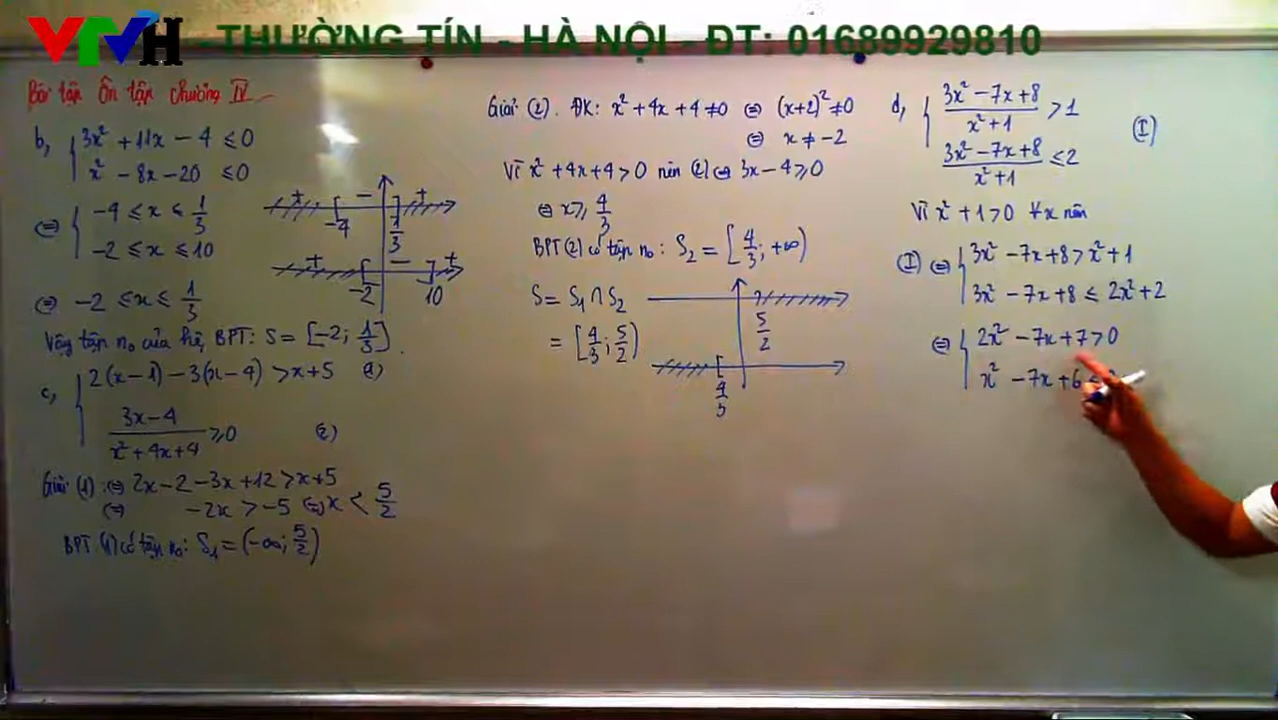 VTVH - THƯỜNG TÍN - HÀ NỘI - ĐT: 01689929810
Bài tập Ôn tập Chương IV
b, { 3x² + 11x - 4 ≤ 0
x² - 8x - 20 ≤ 0
⇔ { -4 ≤ x ≤ 1/3
-2 ≤ x ≤ 10
+ - +
-4 1/3
+ - +
-2 10
⇔ -2 ≤ x ≤ 1/3
Vậy tập n₀ của hệ BPT: S = [-2; 1/3].
c, { 2(x-1) - 3(x-4) > x+5 (1)
(3x-4)/(x²+4x+4) ≥ 0 (2)
Giải (1): ⇔ 2x - 2 - 3x + 12 > x + 5
⇔ -2x > -5 ⇔ x < 5/2
BPT (1) có tập n₀: S₁ = (-∞; 5/2)
Giải (2). ĐK: x² + 4x + 4 ≠ 0 ⇔ (x+2)² ≠ 0
⇔ x ≠ -2
Vì x² + 4x + 4 > 0 nên (2) ⇔ 3x - 4 ≥ 0
⇔ x ≥ 4/3
BPT (2) có tập n₀: S₂ = [4/3; +∞)
S = S₁ ∩ S₂
= [4/3; 5/2)
5/2
4/3
d, { (3x² - 7x + 8)/(x² + 1) > 1
(3x² - 7x + 8)/(x² + 1) ≤ 2
(I)
Vì x² + 1 > 0 ∀x nên
(I) ⇔ { 3x² - 7x + 8 > x² + 1
3x² - 7x + 8 ≤ 2x² + 2
⇔ { 2x² - 7x + 7 > 0
x² - 7x + 6 ≤